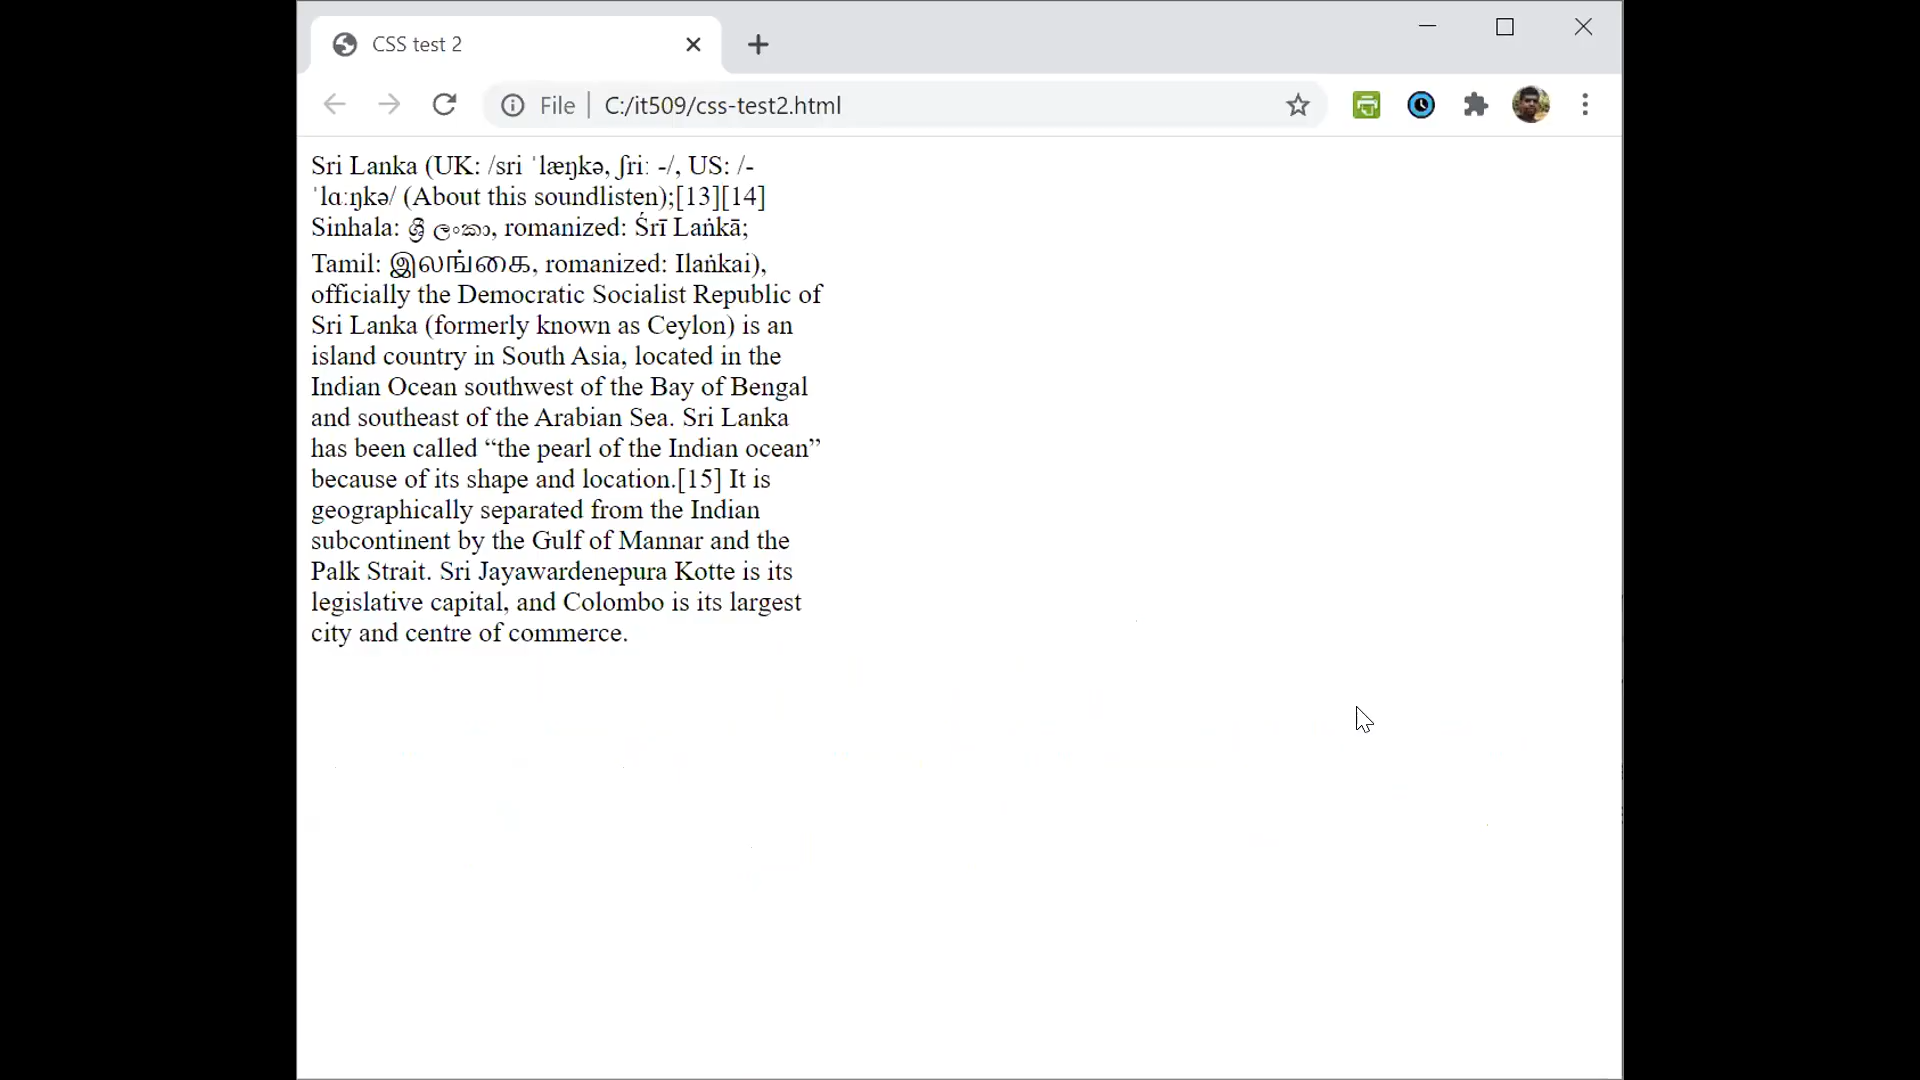 CSS test 2
File | C:/it509/css-test2.html
Sri Lanka (UK: /sri ˈlæŋkə, ʃriː -/, US: /-
ˈlɑːŋkə/ (About this soundlisten);[13][14]
Sinhala: ශ්‍රී ලංකා, romanized: Śrī Laṅkā;
Tamil: இலங்கை, romanized: Ilaṅkai),
officially the Democratic Socialist Republic of
Sri Lanka (formerly known as Ceylon) is an
island country in South Asia, located in the
Indian Ocean southwest of the Bay of Bengal
and southeast of the Arabian Sea. Sri Lanka
has been called “the pearl of the Indian ocean”
because of its shape and location.[15] It is
geographically separated from the Indian
subcontinent by the Gulf of Mannar and the
Palk Strait. Sri Jayawardenepura Kotte is its
legislative capital, and Colombo is its largest
city and centre of commerce.